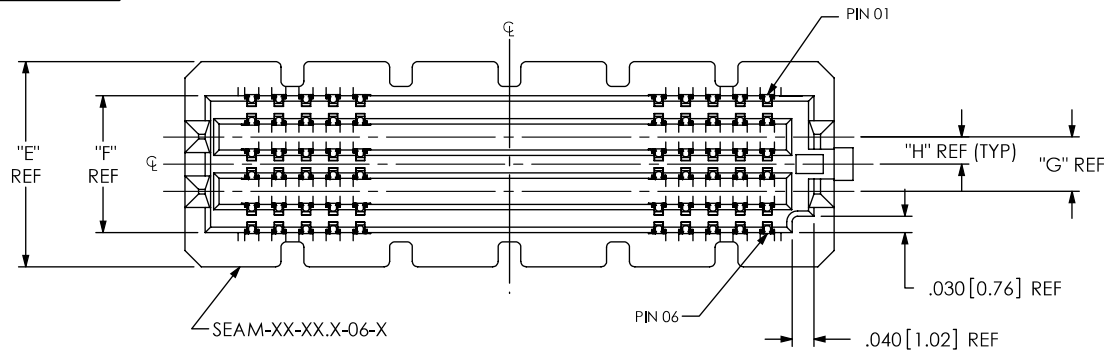 PIN 01
℄
"E"
REF
"F"
REF
℄
"H" REF (TYP)
"G" REF
.030[0.76] REF
PIN 06
SEAM-XX-XX.X-06-X
.040[1.02] REF